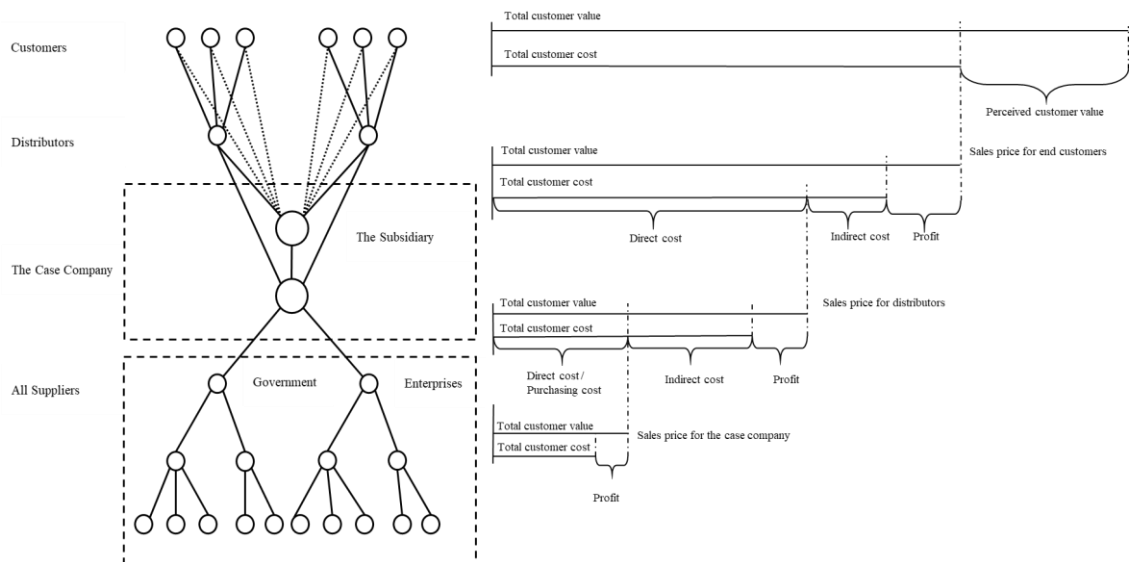 Customers
Distributors
The Subsidiary
The Case Company
Government
Enterprises
All Suppliers
Total customer value
Total customer cost
Perceived customer value
Total customer value
Sales price for end customers
Total customer cost
Direct cost
Indirect cost
Profit
Total customer value
Sales price for distributors
Total customer cost
Direct cost /
Purchasing cost
Indirect cost
Profit
Total customer value
Sales price for the case company
Total customer cost
Profit